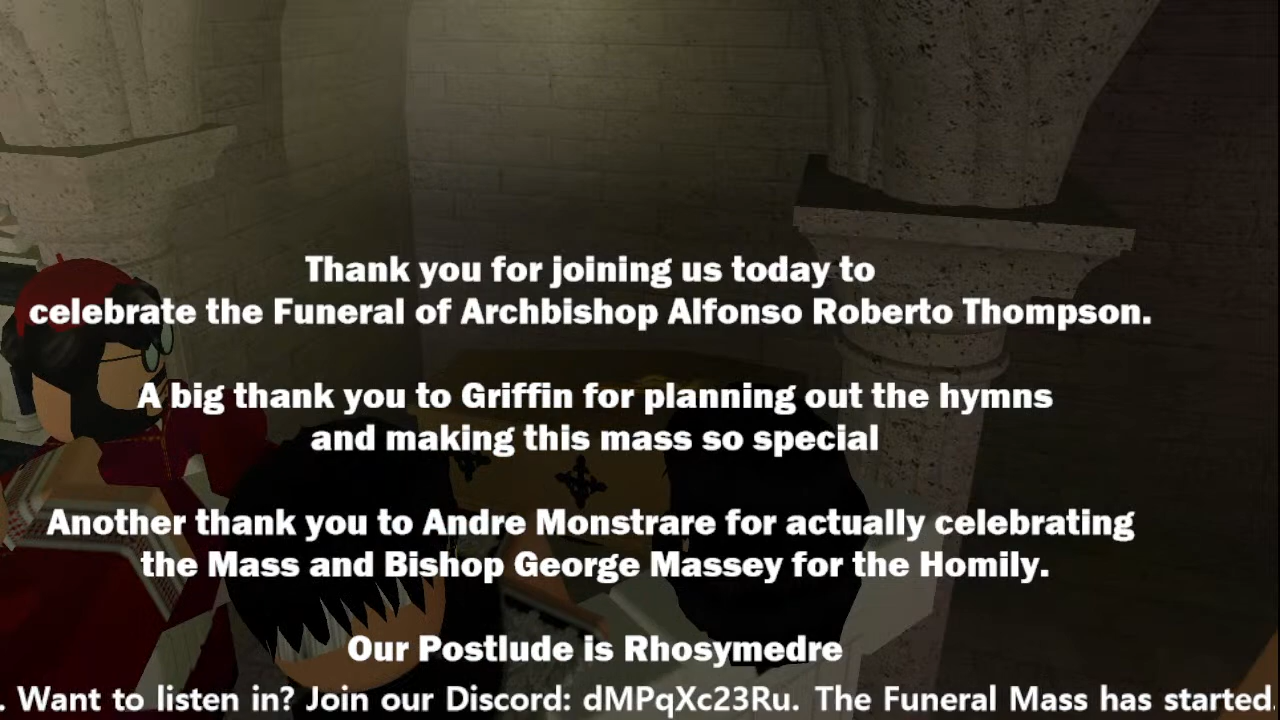 Thank you for joining us today to
celebrate the Funeral of Archbishop Alfonso Roberto Thompson.
A big thank you to Griffin for planning out the hymns
and making this mass so special
Another thank you to Andre Monstrare for actually celebrating
the Mass and Bishop George Massey for the Homily.
Our Postlude is Rhosymedre
. Want to listen in? Join our Discord: dMPqXc23Ru. The Funeral Mass has started.